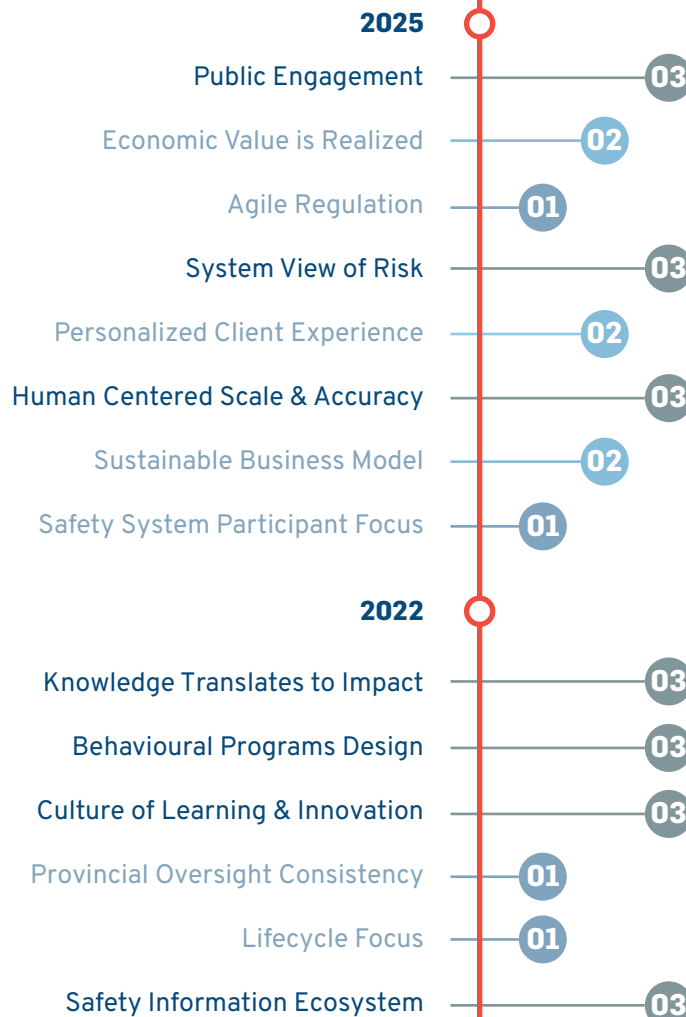 2025
Public Engagement 03
Economic Value is Realized 02
Agile Regulation 01
System View of Risk 03
Personalized Client Experience 02
Human Centered Scale & Accuracy 03
Sustainable Business Model 02
Safety System Participant Focus 01
2022
Knowledge Translates to Impact 03
Behavioural Programs Design 03
Culture of Learning & Innovation 03
Provincial Oversight Consistency 01
Lifecycle Focus 01
Safety Information Ecosystem 03